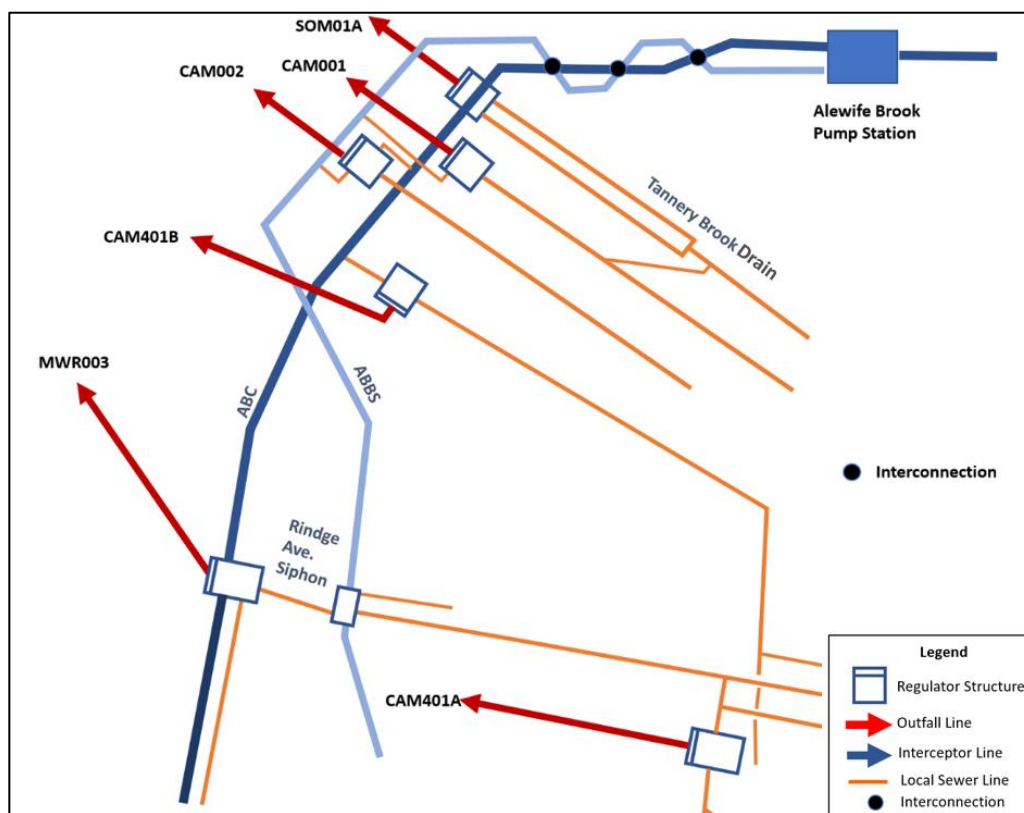 SOM01A
CAM002
CAM001
Alewife Brook
Pump Station
Tannery Brook Drain
CAM401B
MWR003
ABC
ABBS
Interconnection
Rindge
Ave.
Siphon
CAM401A
Legend
Regulator Structure
Outfall Line
Interceptor Line
Local Sewer Line
Interconnection